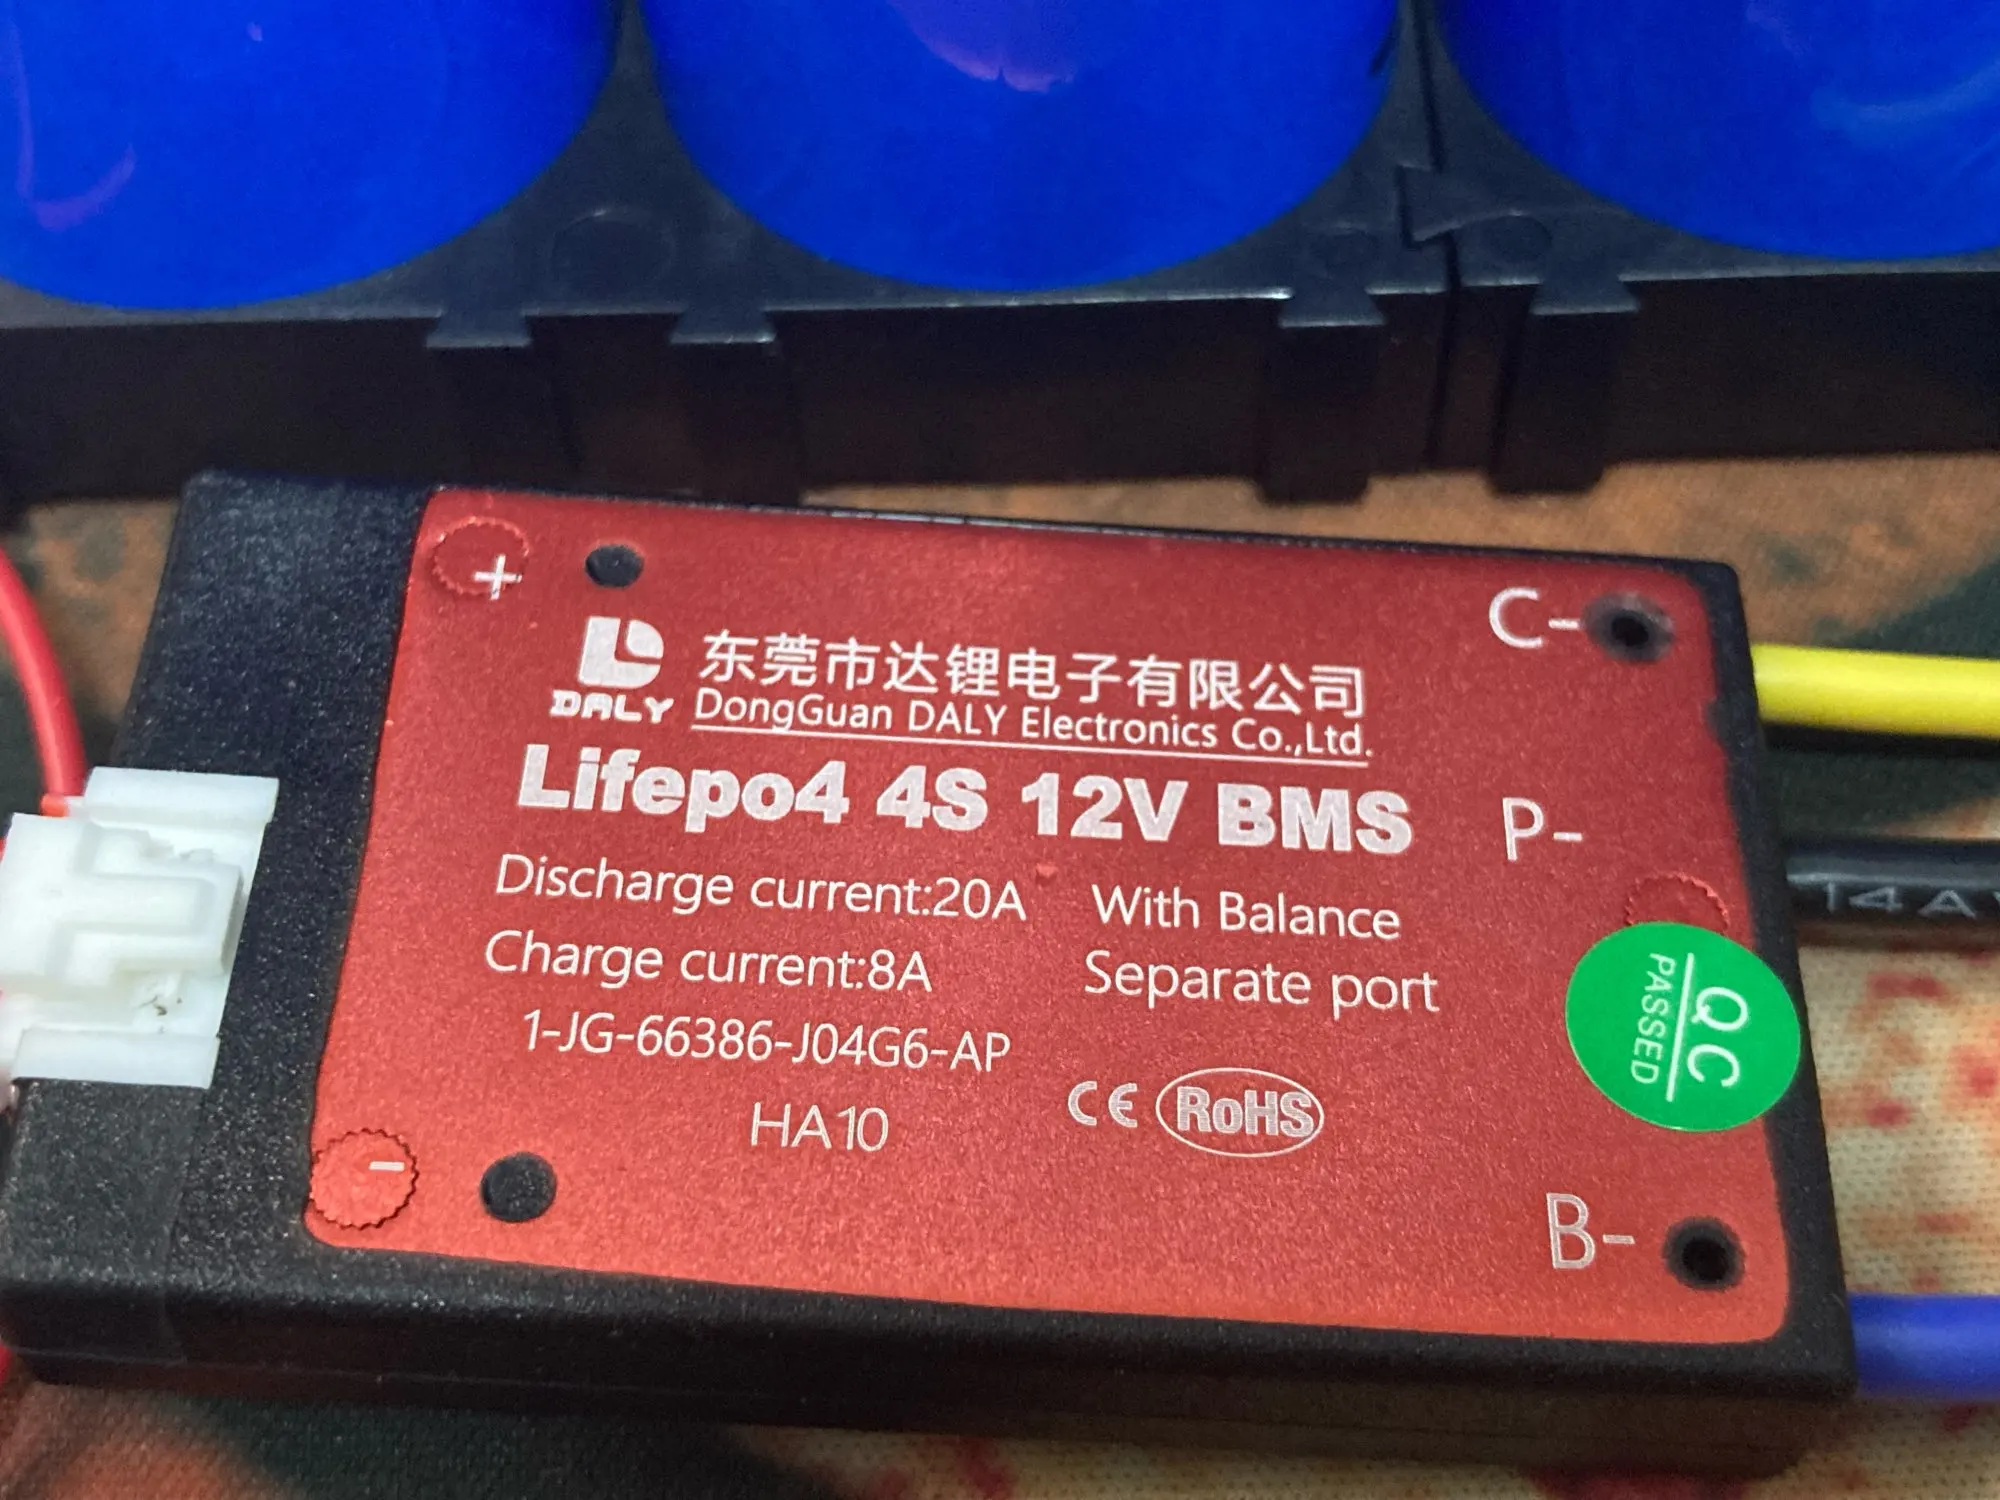 +
C-
东莞市达锂电子有限公司
DALY
DongGuan DALY Electronics Co.,Ltd.
Lifepo4 4S 12V BMS
P-
Discharge current:20A
With Balance
Charge current:8A
Separate port
14A
1-JG-66386-J04G6-AP
QC
PASSED
HA10
CE
RoHS
-
B-